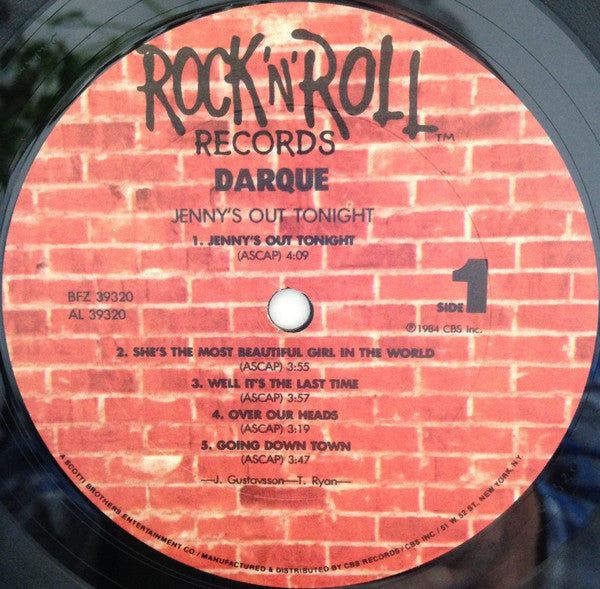 ROCK'N'ROLL™
RECORDS
DARQUE
JENNY'S OUT TONIGHT
1. JENNY'S OUT TONIGHT
(ASCAP) 4:09
BFZ 39320
AL 39320
SIDE 1
℗1984 CBS Inc.
2. SHE'S THE MOST BEAUTIFUL GIRL IN THE WORLD
(ASCAP) 3:55
3. WELL IT'S THE LAST TIME
(ASCAP) 3:57
4. OVER OUR HEADS
(ASCAP) 3:19
5. GOING DOWN TOWN
(ASCAP) 3:47
—J. Gustavsson—T. Ryan—
A SCOTTI BROTHERS ENTERTAINMENT CO./MANUFACTURED & DISTRIBUTED BY CBS RECORDS/CBS INC/51 W. 52 ST. NEW YORK, N.Y.